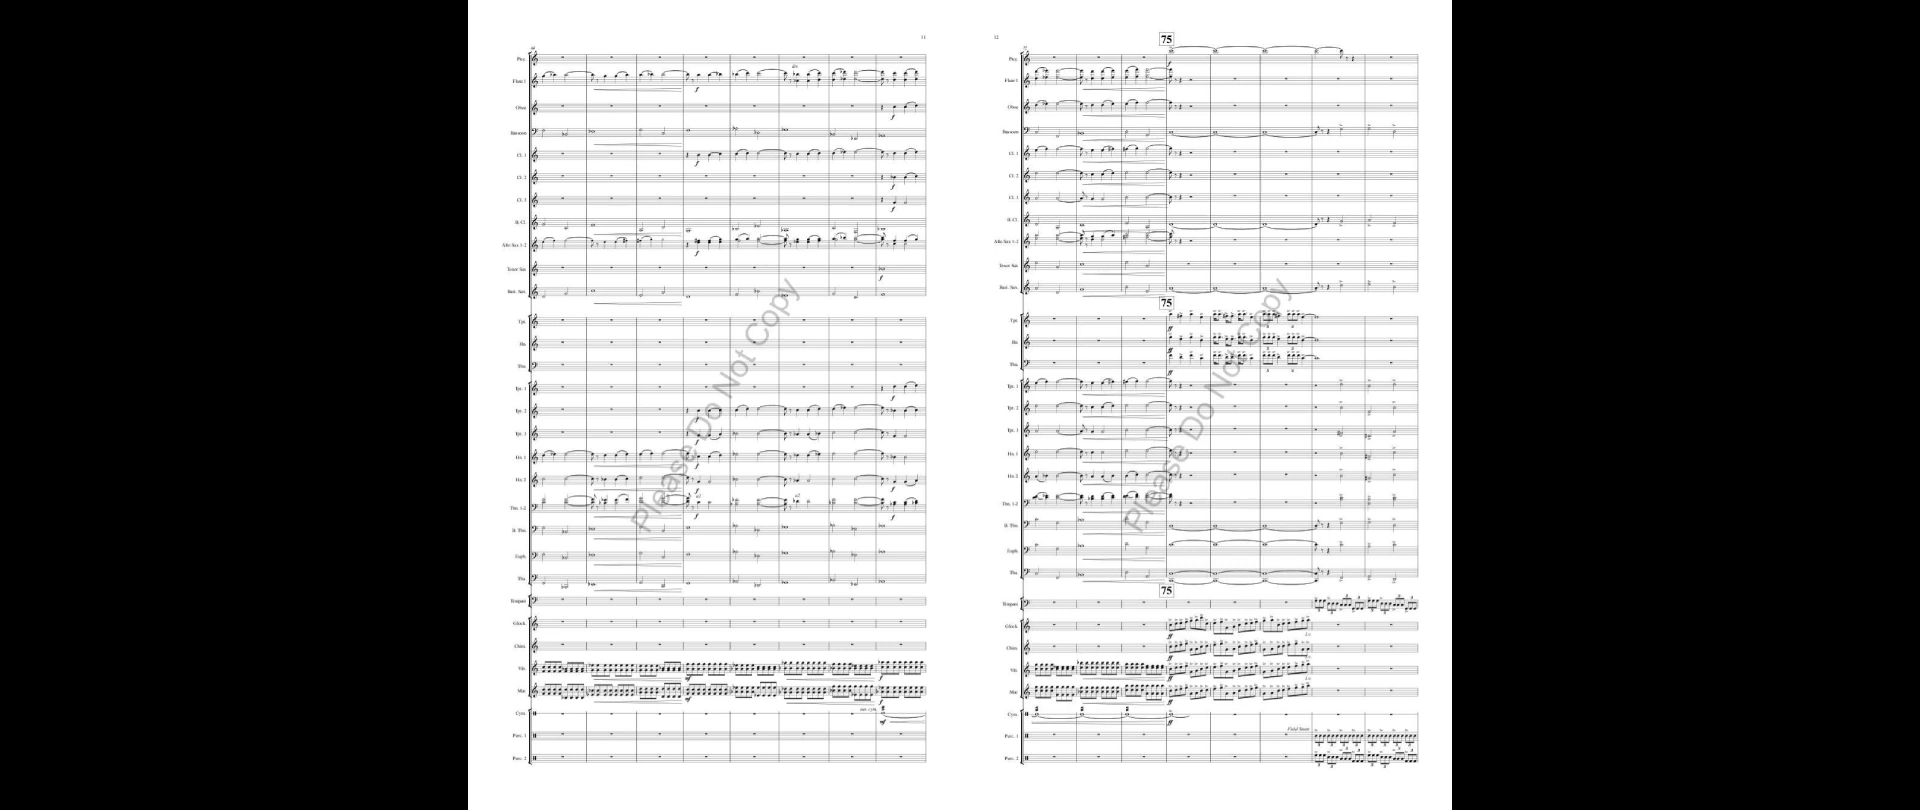 11
Picc.
Flute 1
Oboe
Bassoon
Cl. 1
Cl. 2
Cl. 3
B. Cl.
Alto Sax 1-2
Tenor Sax
Bari. Sax.
Tpt.
Hn.
Tbn.
Tpt. 1
Tpt. 2
Tpt. 3
Hn. 1
Hn. 2
Tbn. 1-2
B. Tbn.
Euph.
Tba.
Timpani
Glock.
Chim.
Vib.
Mar.
Cym.
Perc. 1
Perc. 2
Please Do Not Copy
12
75
Picc.
Flute 1
Oboe
Bassoon
Cl. 1
Cl. 2
Cl. 3
B. Cl.
Alto Sax 1-2
Tenor Sax
Bari. Sax.
75
Tpt.
Hn.
Tbn.
Tpt. 1
Tpt. 2
Hn. 1
Hn. 2
Tbn. 1-2
B. Tbn.
Euph.
Tba.
75
Timpani
Glock.
Chim.
Vib.
Mar.
Cym.
Field Snare
Perc. 1
Perc. 2
Please Do Not Copy